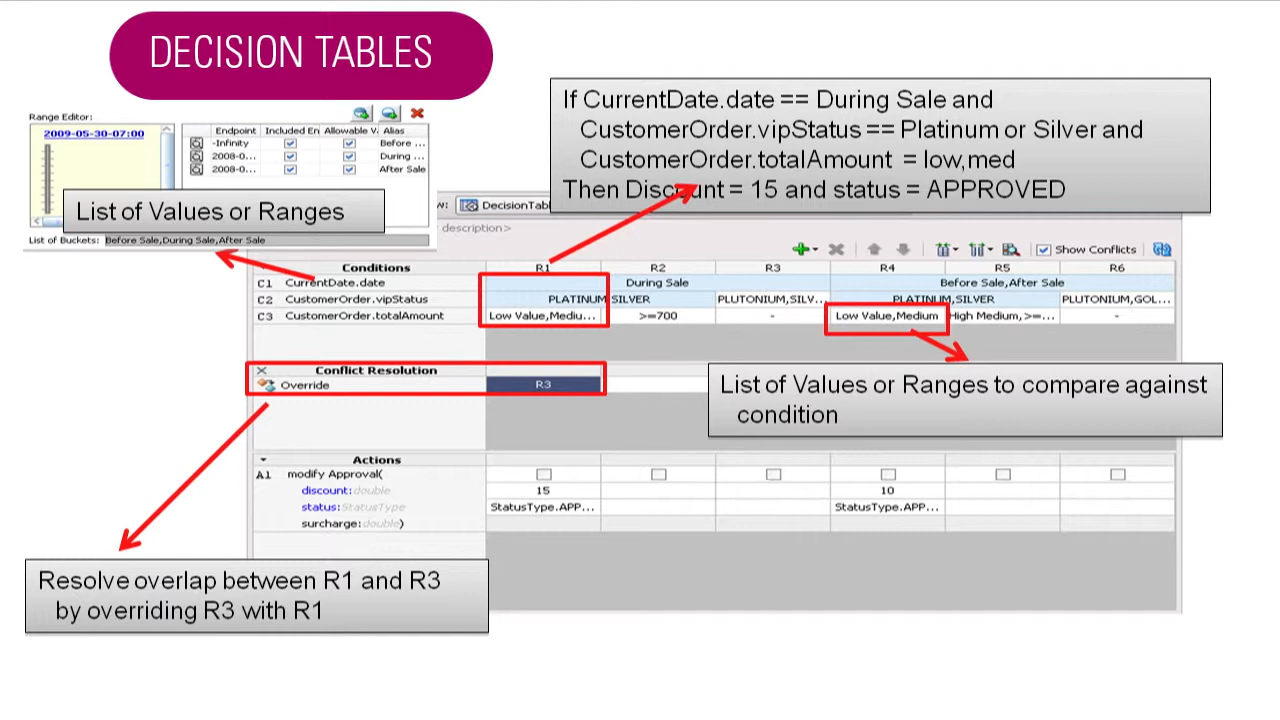 DECISION TABLES
Range Editor:
2009-05-30-07:00
Endpoint Included En Allowable V. Alias
-Infinity Before ...
2008-0... During ...
2008-0... After Sale
List of Values or Ranges
List of Buckets: Before Sale,During Sale,After Sale
If CurrentDate.date == During Sale and
CustomerOrder.vipStatus == Platinum or Silver and
CustomerOrder.totalAmount = low,med
Then Discount = 15 and status = APPROVED
DecisionTabl
description>
Show Conflicts
Conditions R1 R2 R3 R4 R5 R6
C1 CurrentDate.date During Sale Before Sale,After Sale
C2 CustomerOrder.vipStatus PLATINUM,SILVER PLUTONIUM,SILV... PLATINUM,SILVER PLUTONIUM,GOL...
C3 CustomerOrder.totalAmount Low Value,Mediu... >=700 - Low Value,Medium High Medium,>=... -
Conflict Resolution
Override R3
List of Values or Ranges to compare against
condition
Actions
A1 modify Approval(
discount:double 15 10
status:StatusType StatusType.APP... StatusType.APP...
surcharge:double)
Resolve overlap between R1 and R3
by overriding R3 with R1